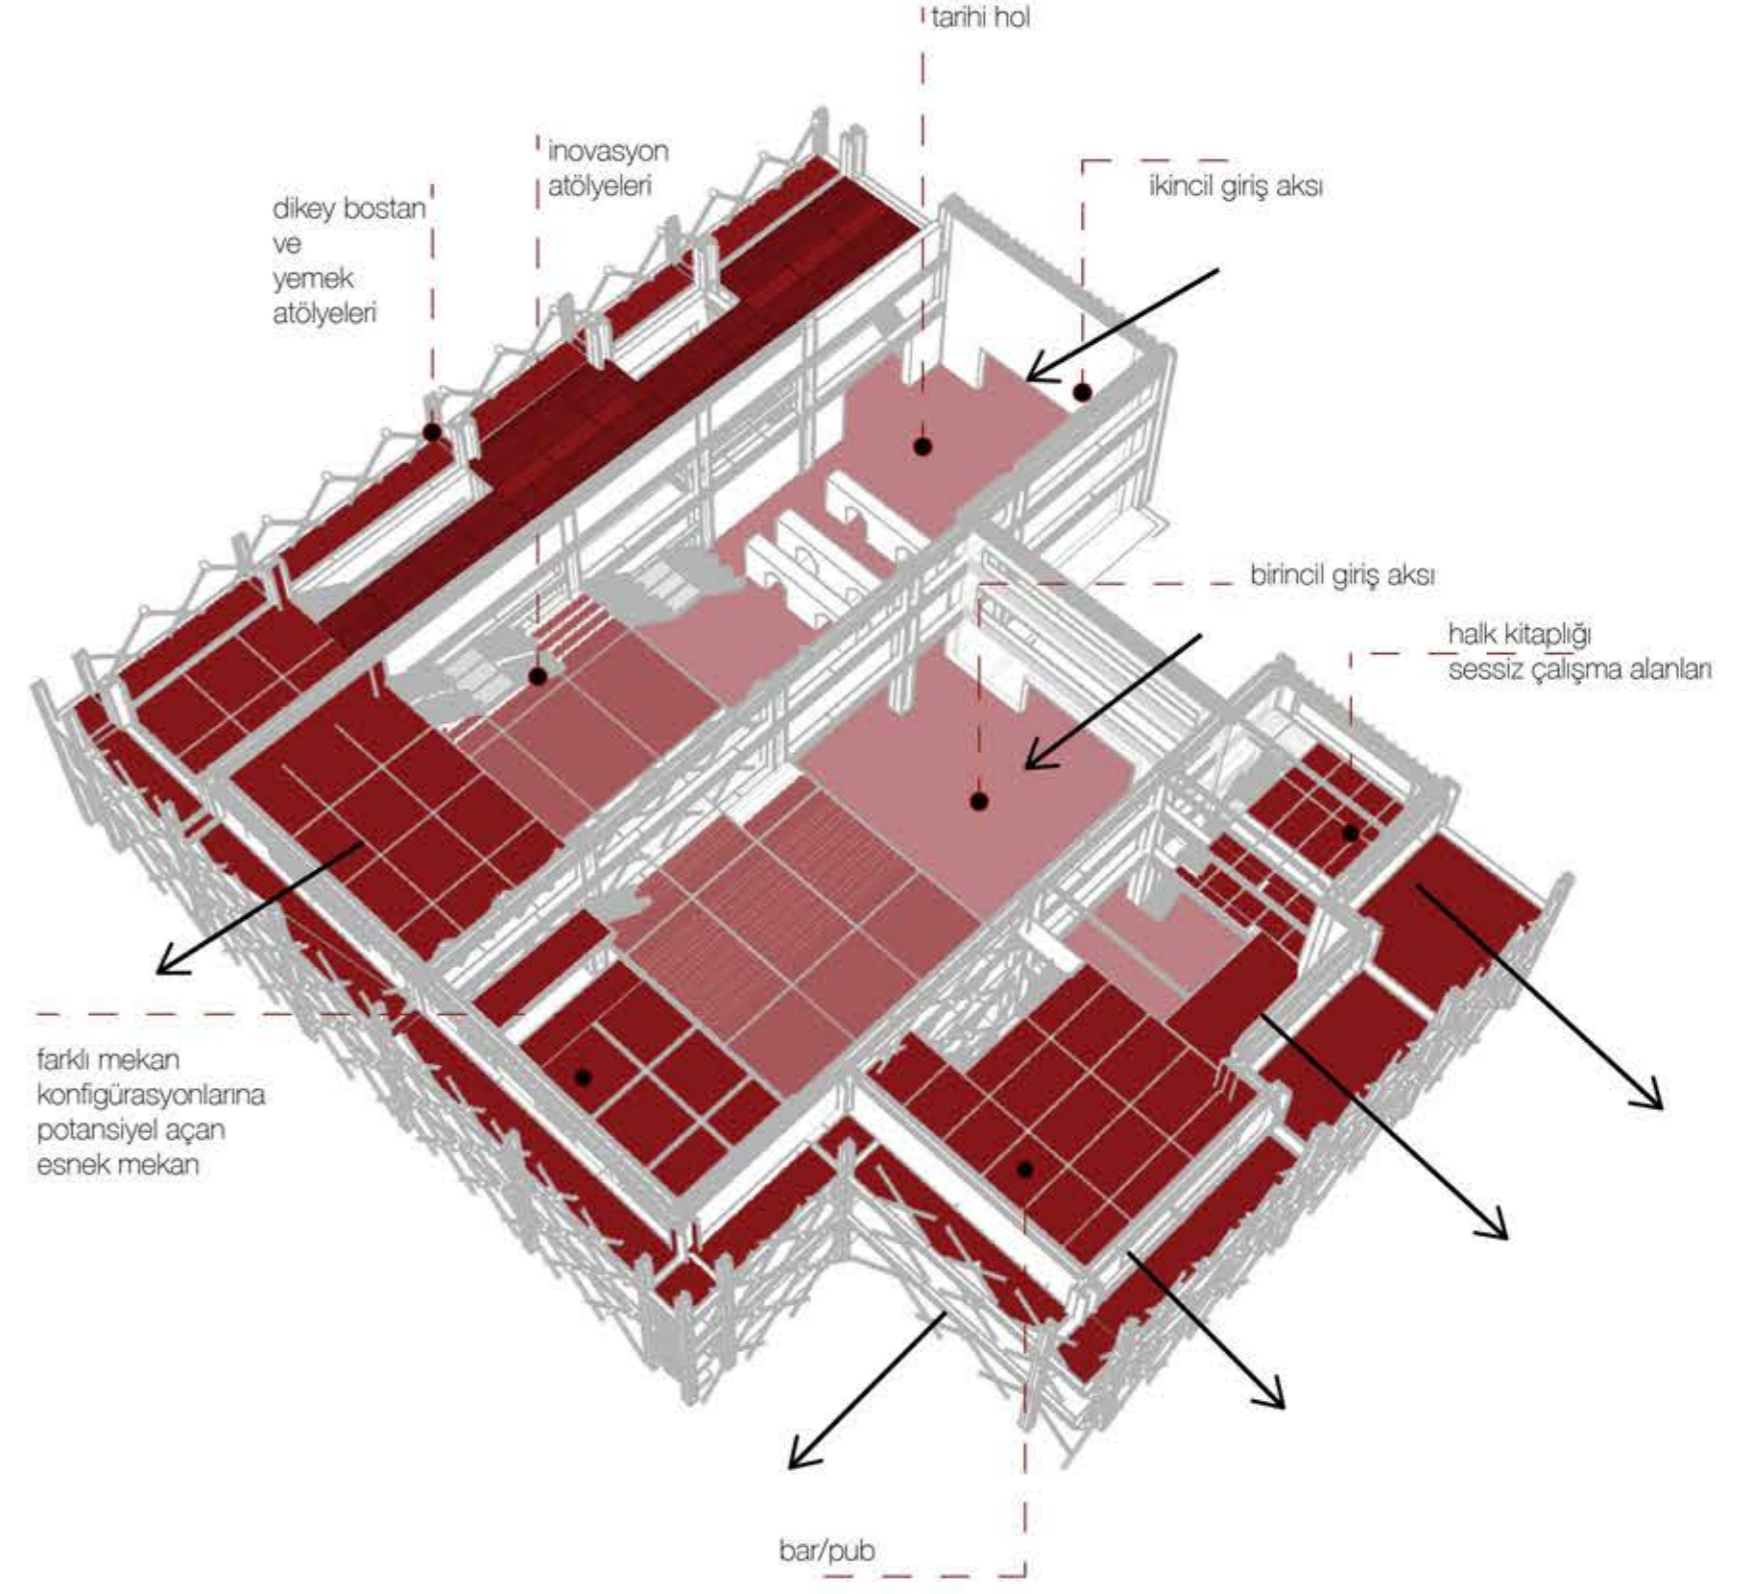 tarihi hol
inovasyon
atölyeleri
ikincil giriş aksı
dikey bostan
ve
yemek
atölyeleri
birincil giriş aksı
halk kitaplığı
sessiz çalışma alanları
farklı mekan
konfigürasyonlarına
potansiyel açan
esnek mekan
bar/pub